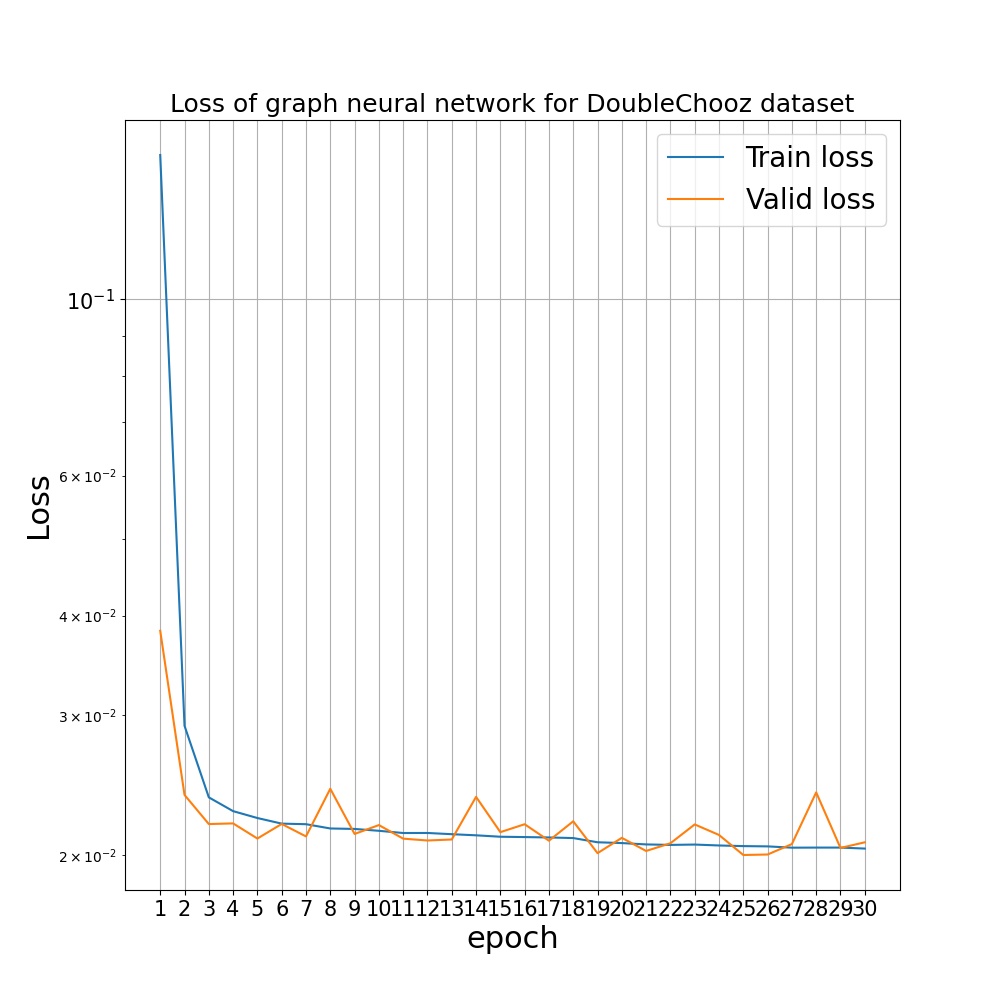 Loss of graph neural network for DoubleChooz dataset
Train loss
Valid loss
10⁻¹
6 × 10⁻²
4 × 10⁻²
3 × 10⁻²
2 × 10⁻²
Loss
1 2 3 4 5 6 7 8 9 10 11 12 13 14 15 16 17 18 19 20 21 22 23 24 25 26 27 28 29 30
epoch